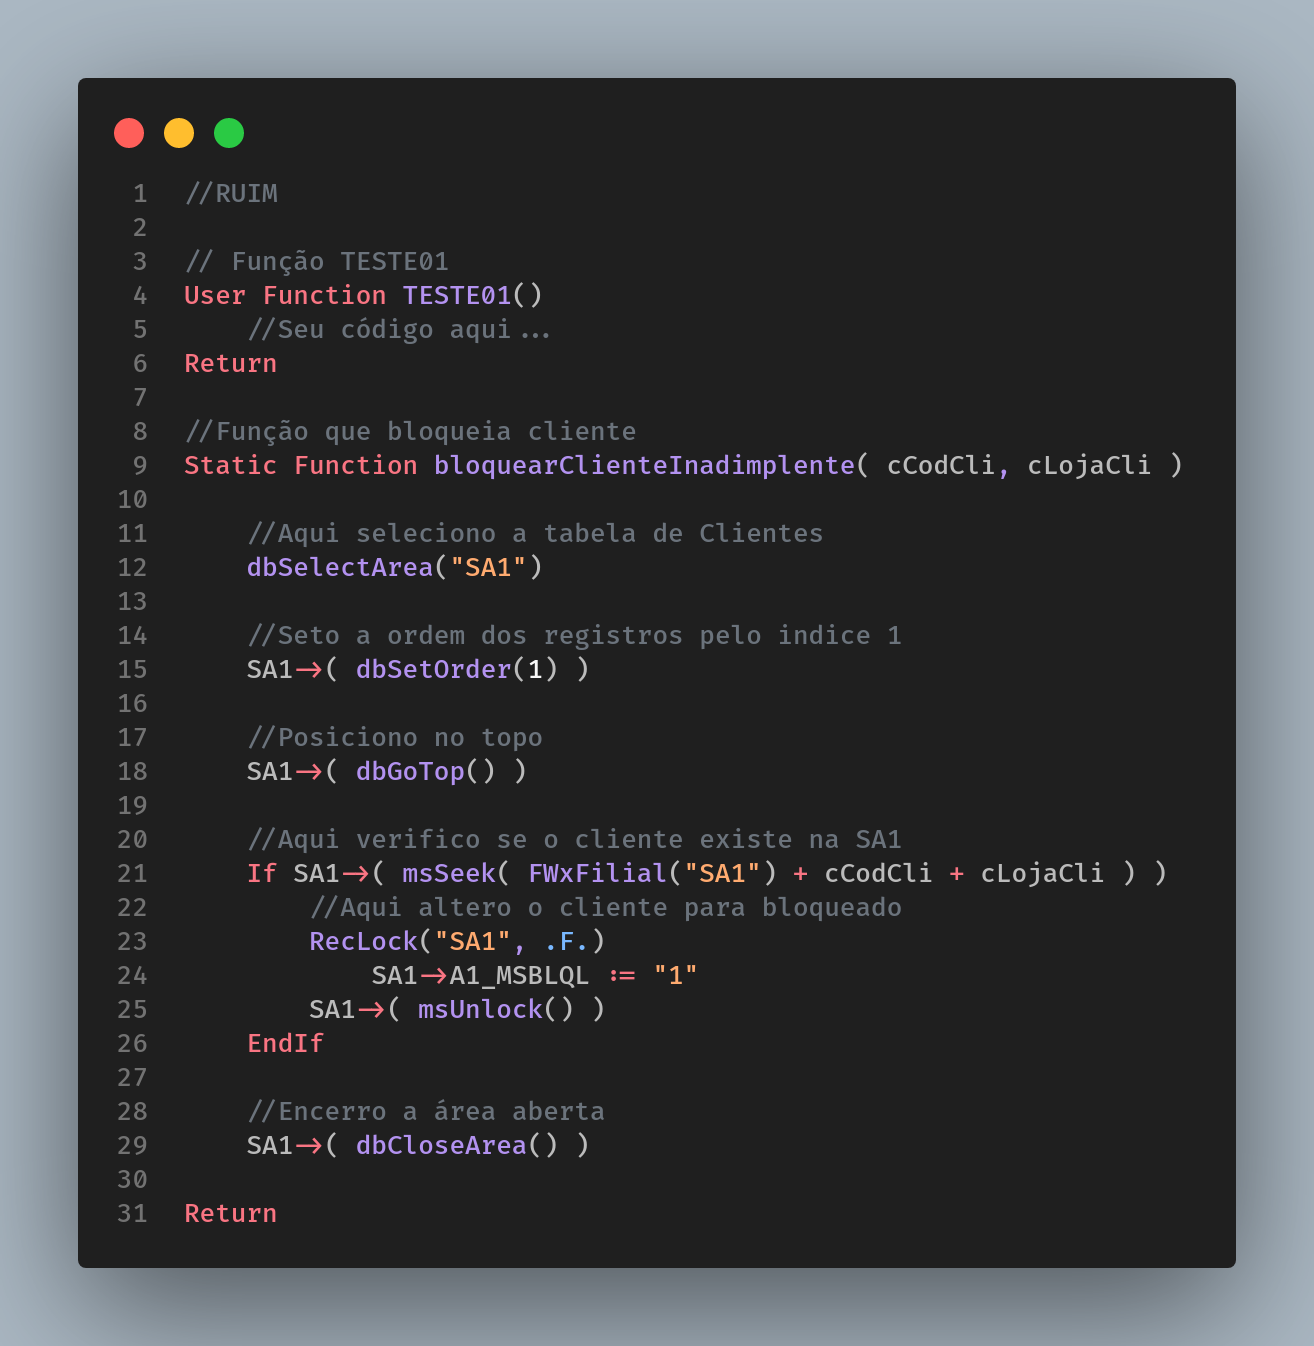 1 //RUIM
2
3 // Função TESTE01
4 User Function TESTE01()
5     //Seu código aqui...
6 Return
7
8 //Função que bloqueia cliente
9 Static Function bloquearClienteInadimplente( cCodCli, cLojaCli )
10
11     //Aqui seleciono a tabela de Clientes
12     dbSelectArea("SA1")
13
14     //Seto a ordem dos registros pelo indice 1
15     SA1->( dbSetOrder(1) )
16
17     //Posiciono no topo
18     SA1->( dbGoTop() )
19
20     //Aqui verifico se o cliente existe na SA1
21     If SA1->( msSeek( FWxFilial("SA1") + cCodCli + cLojaCli ) )
22         //Aqui altero o cliente para bloqueado
23         RecLock("SA1", .F.)
24             SA1->A1_MSBLQL := "1"
25         SA1->( msUnlock() )
26     EndIf
27
28     //Encerro a área aberta
29     SA1->( dbCloseArea() )
30
31 Return